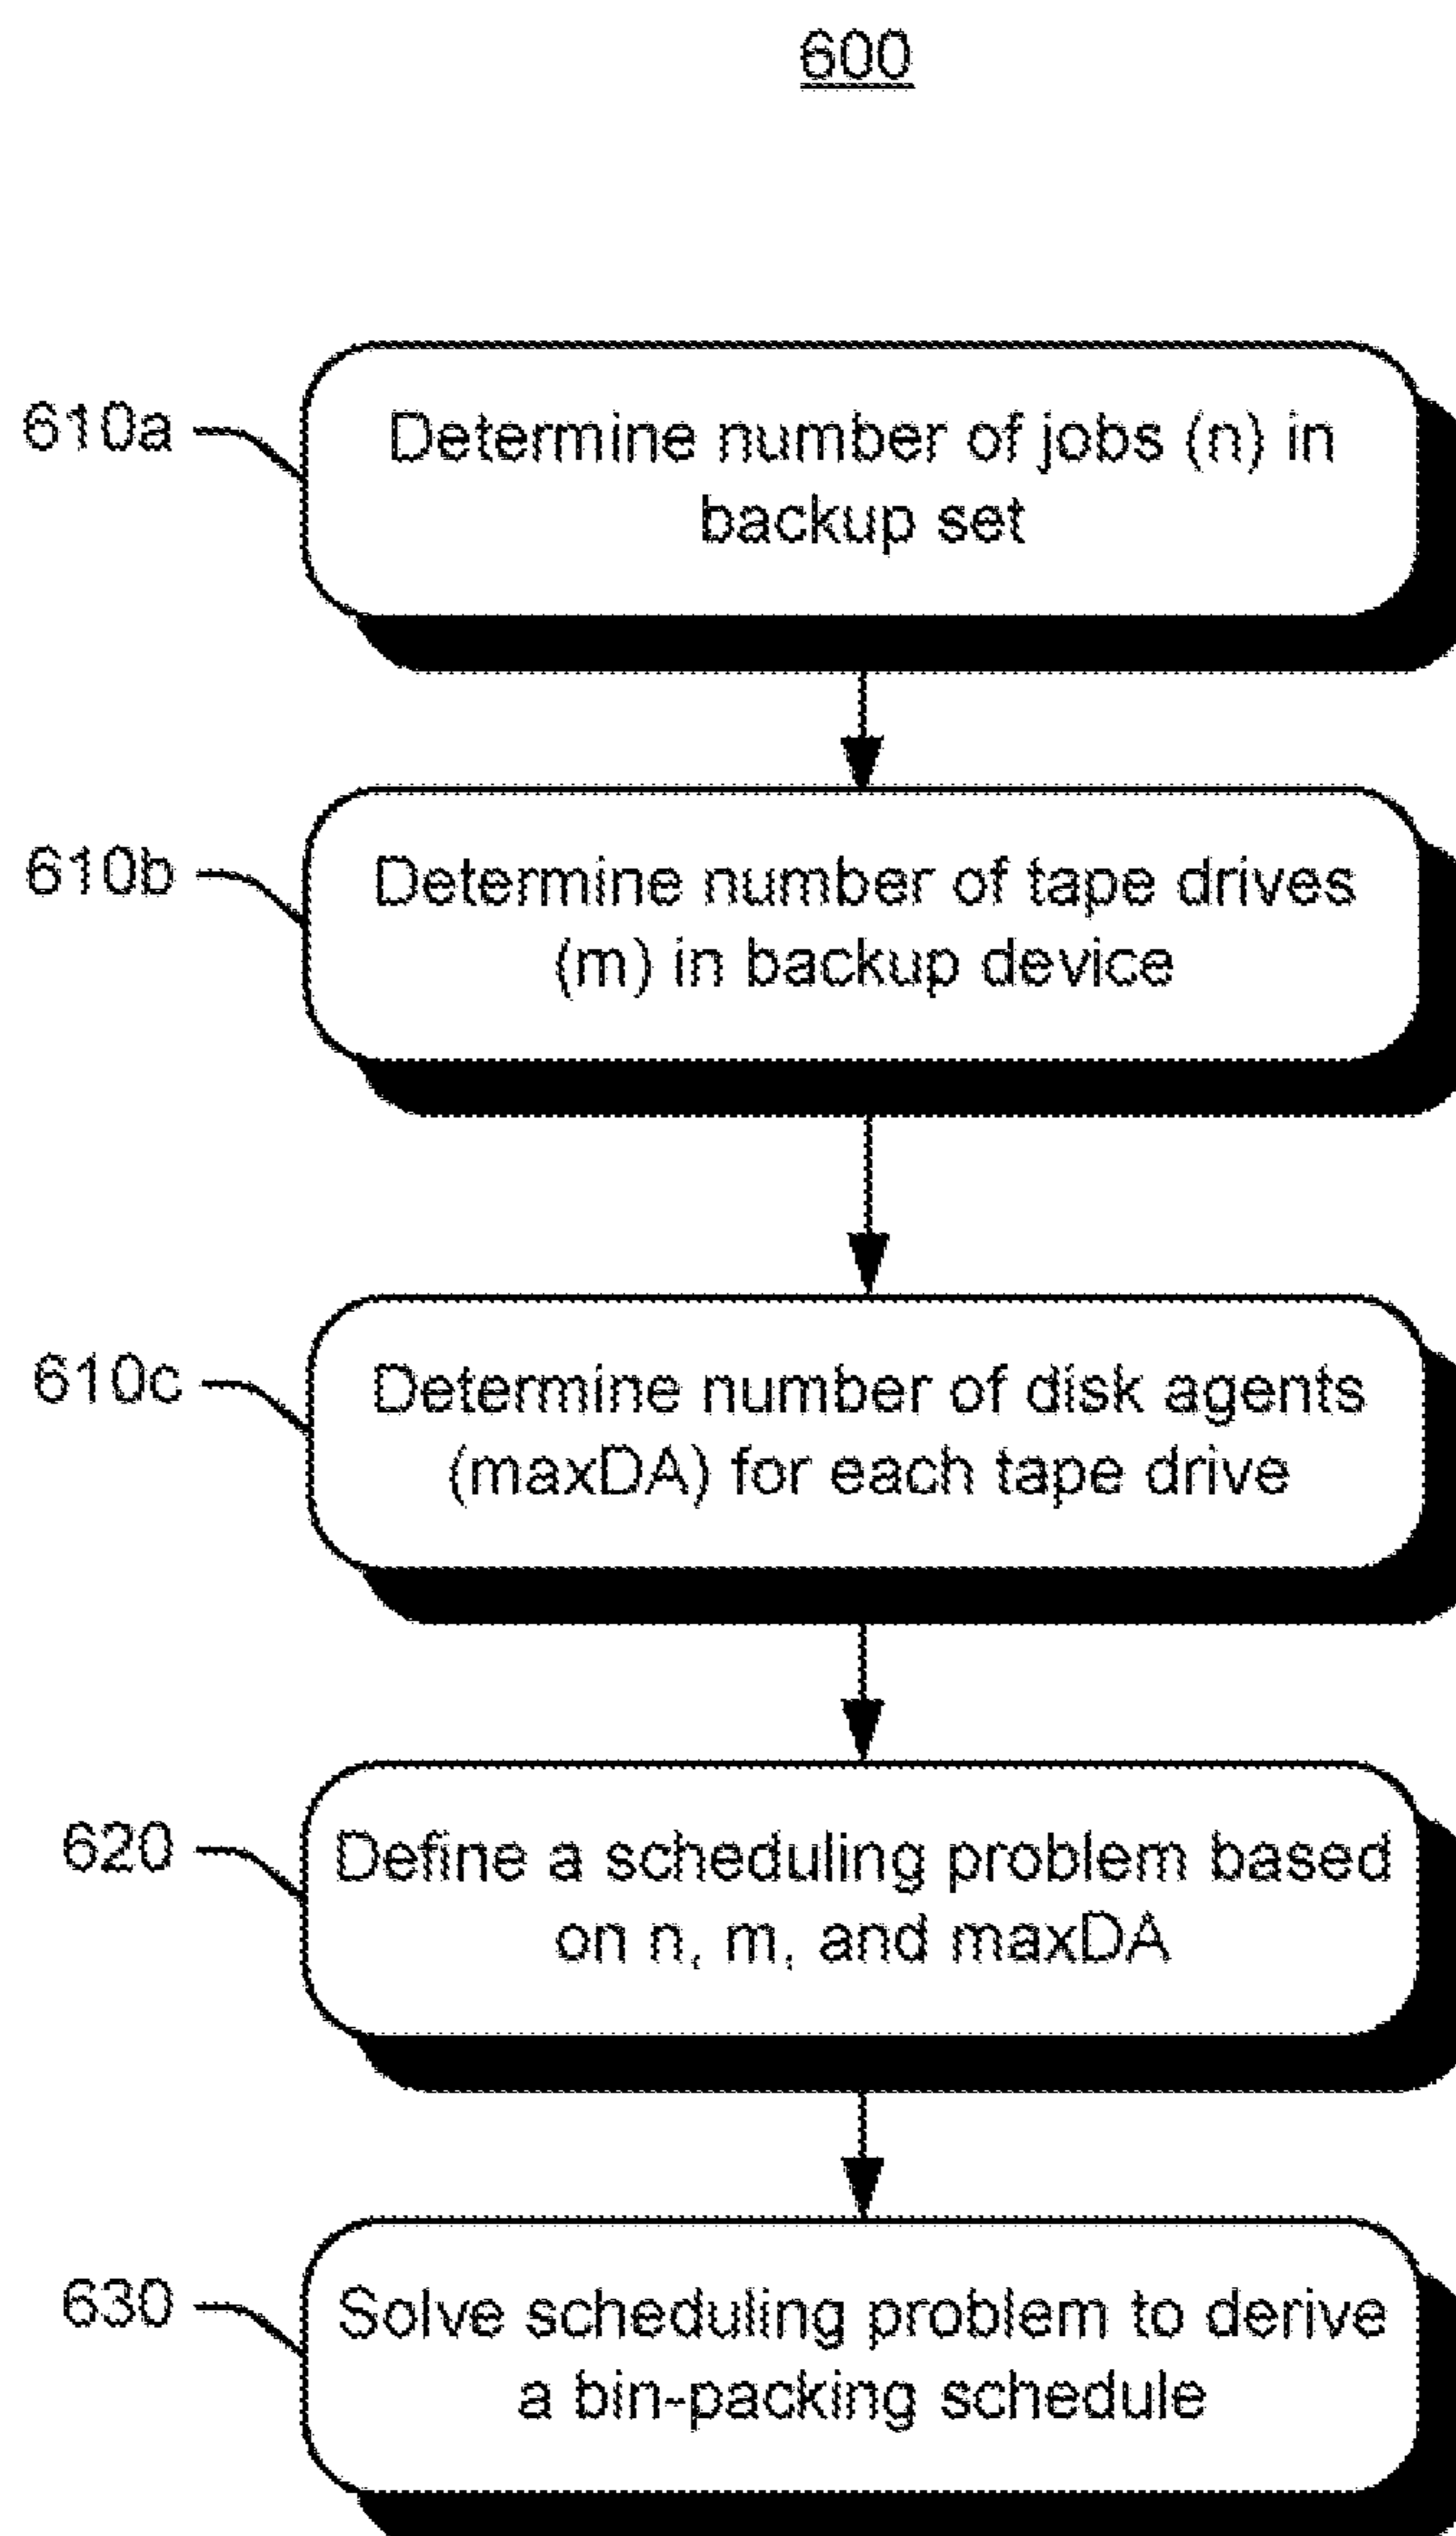 600
610a
Determine number of jobs (n) in
backup set
610b
Determine number of tape drives
(m) in backup device
610c
Determine number of disk agents
(maxDA) for each tape drive
620
Define a scheduling problem based
on n, m, and maxDA
630
Solve scheduling problem to derive
a bin-packing schedule